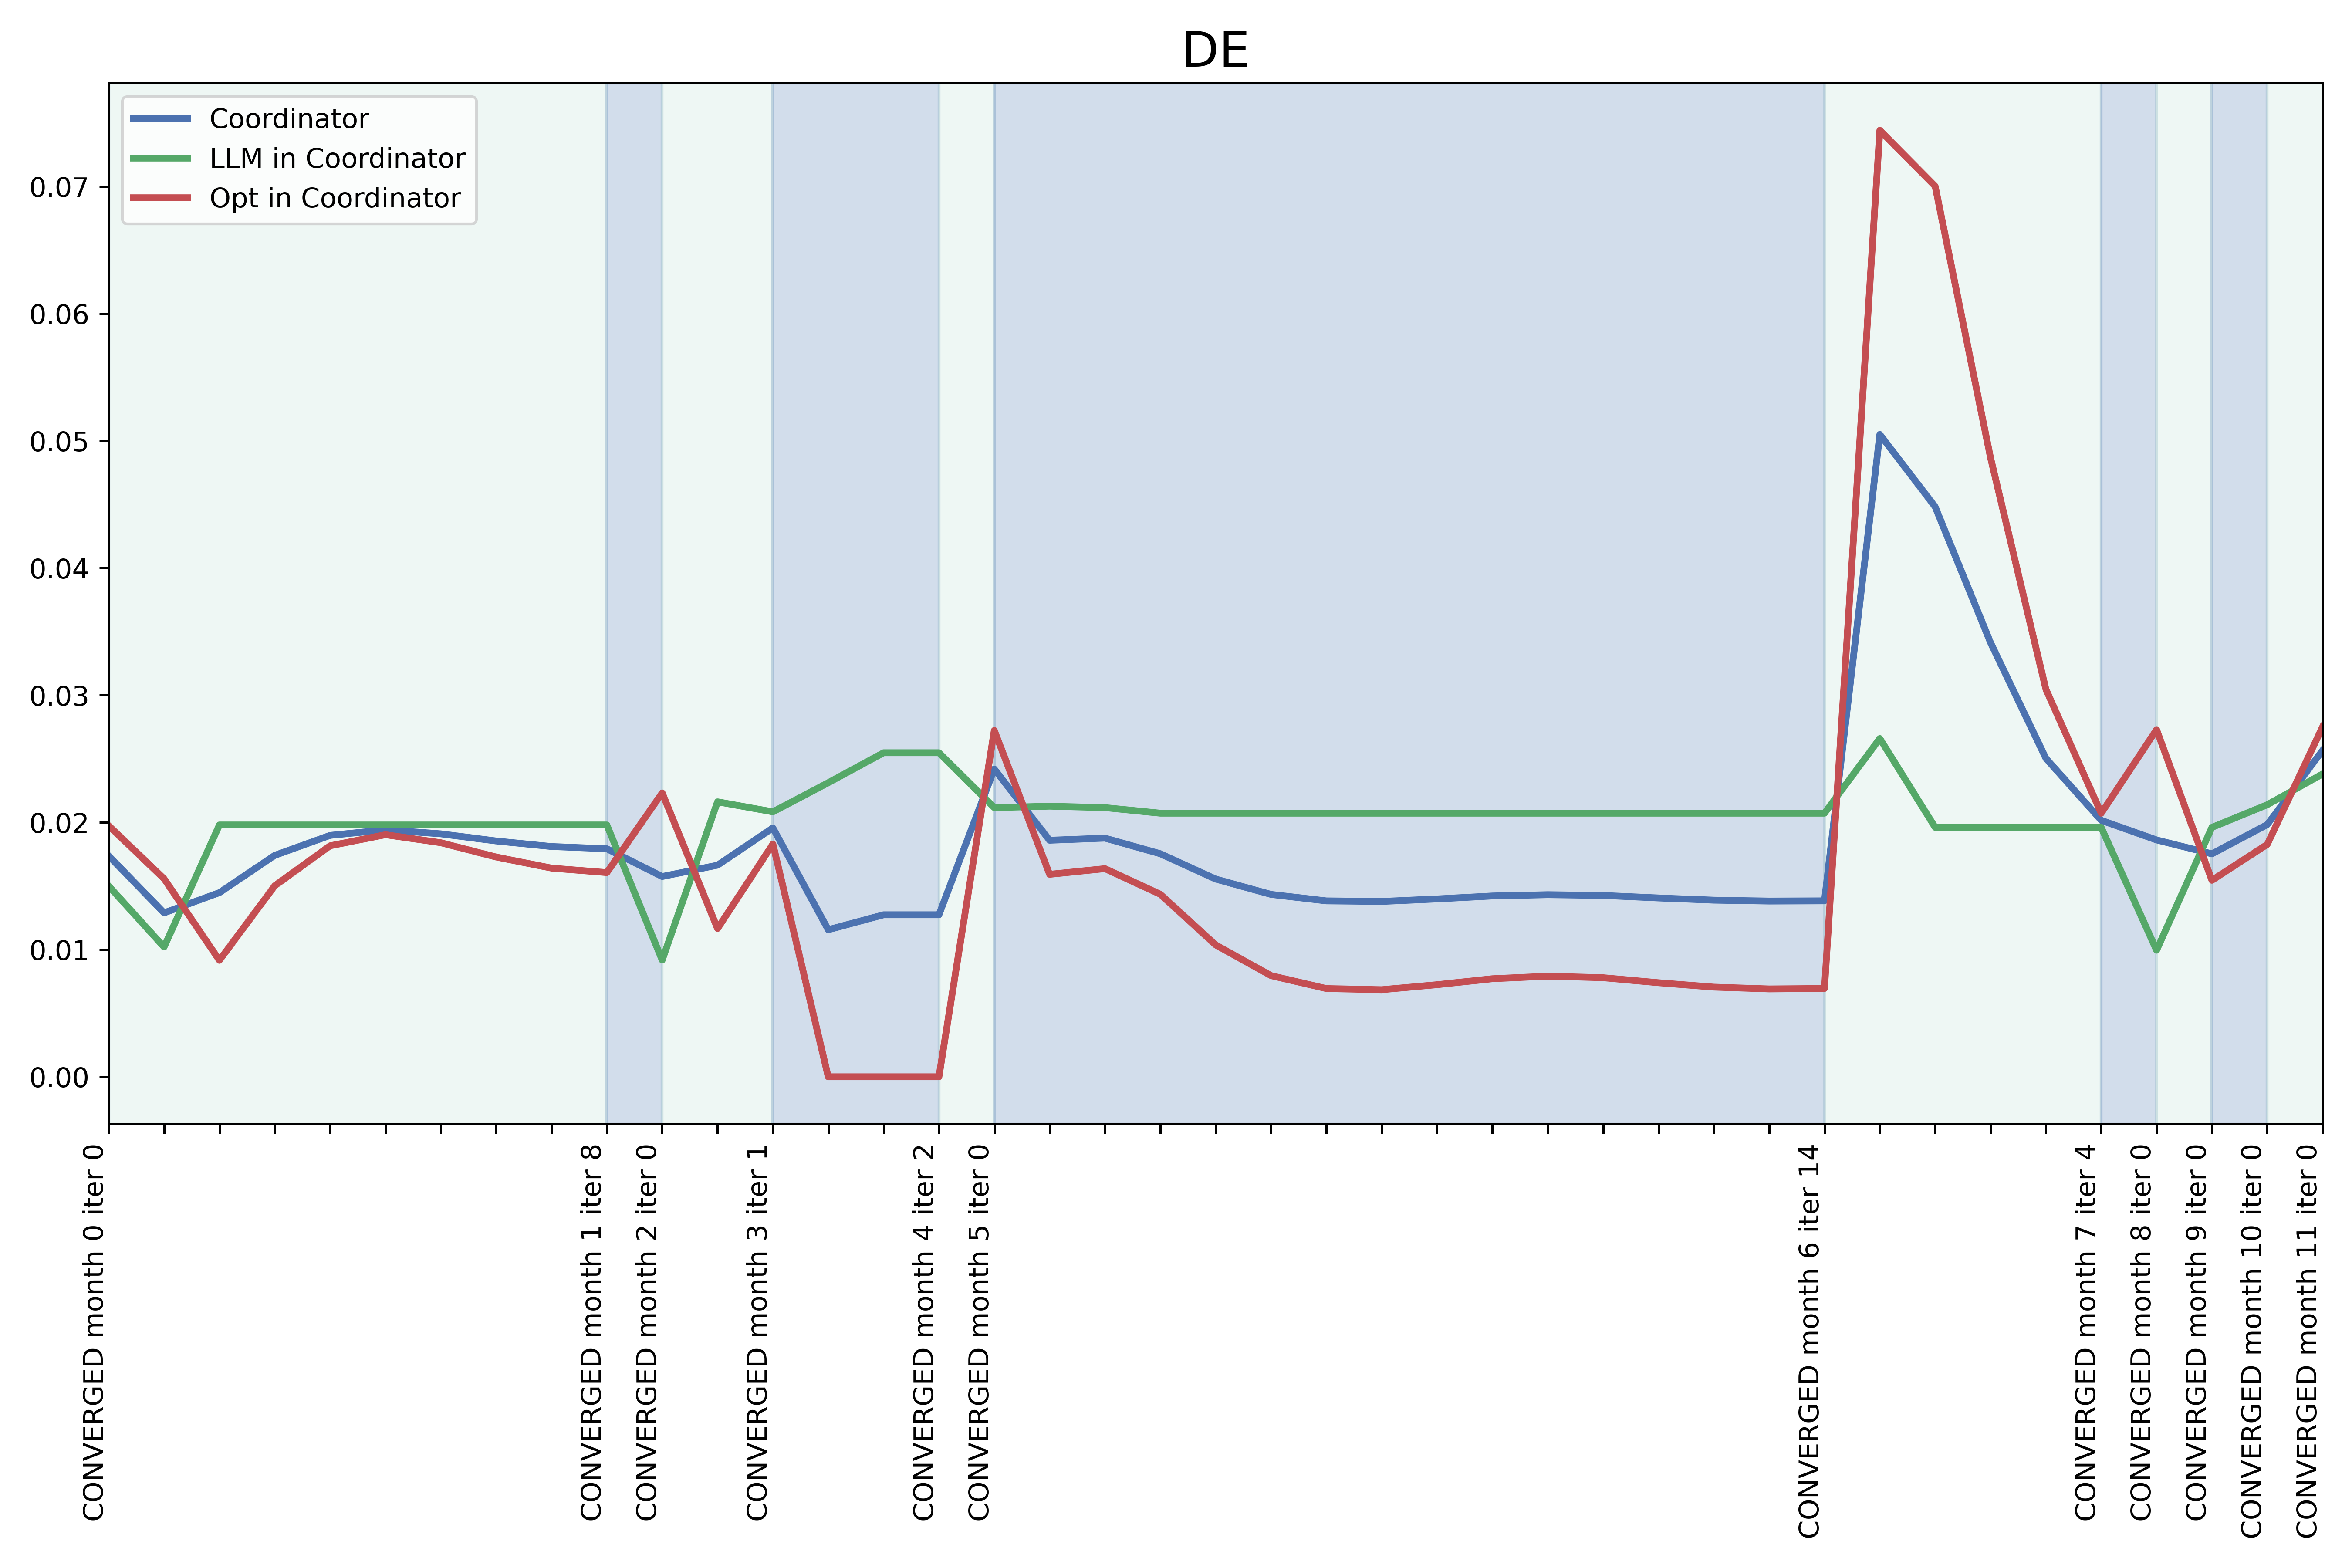 DE
Coordinator
LLM in Coordinator
Opt in Coordinator
0.07
0.06
0.05
0.04
0.03
0.02
0.01
0.00
CONVERGED month 0 iter 0
CONVERGED month 1 iter 8
CONVERGED month 2 iter 0
CONVERGED month 3 iter 1
CONVERGED month 4 iter 2
CONVERGED month 5 iter 0
CONVERGED month 6 iter 14
CONVERGED month 7 iter 4
CONVERGED month 8 iter 0
CONVERGED month 9 iter 0
CONVERGED month 10 iter 0
CONVERGED month 11 iter 0